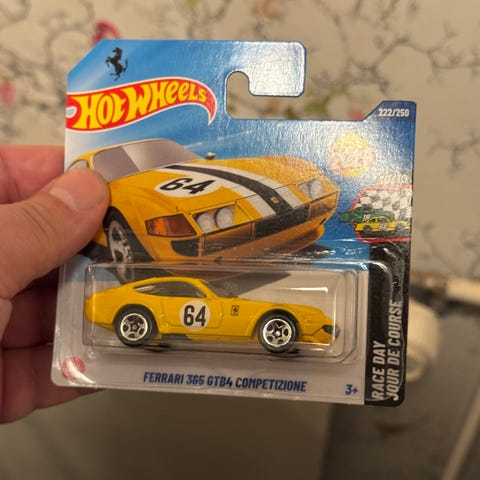 HOT WHEELS
222/250
64
64
FERRARI 365 GTB4 COMPETIZIONE
3+
RACE DAY
JOUR DE COURSE